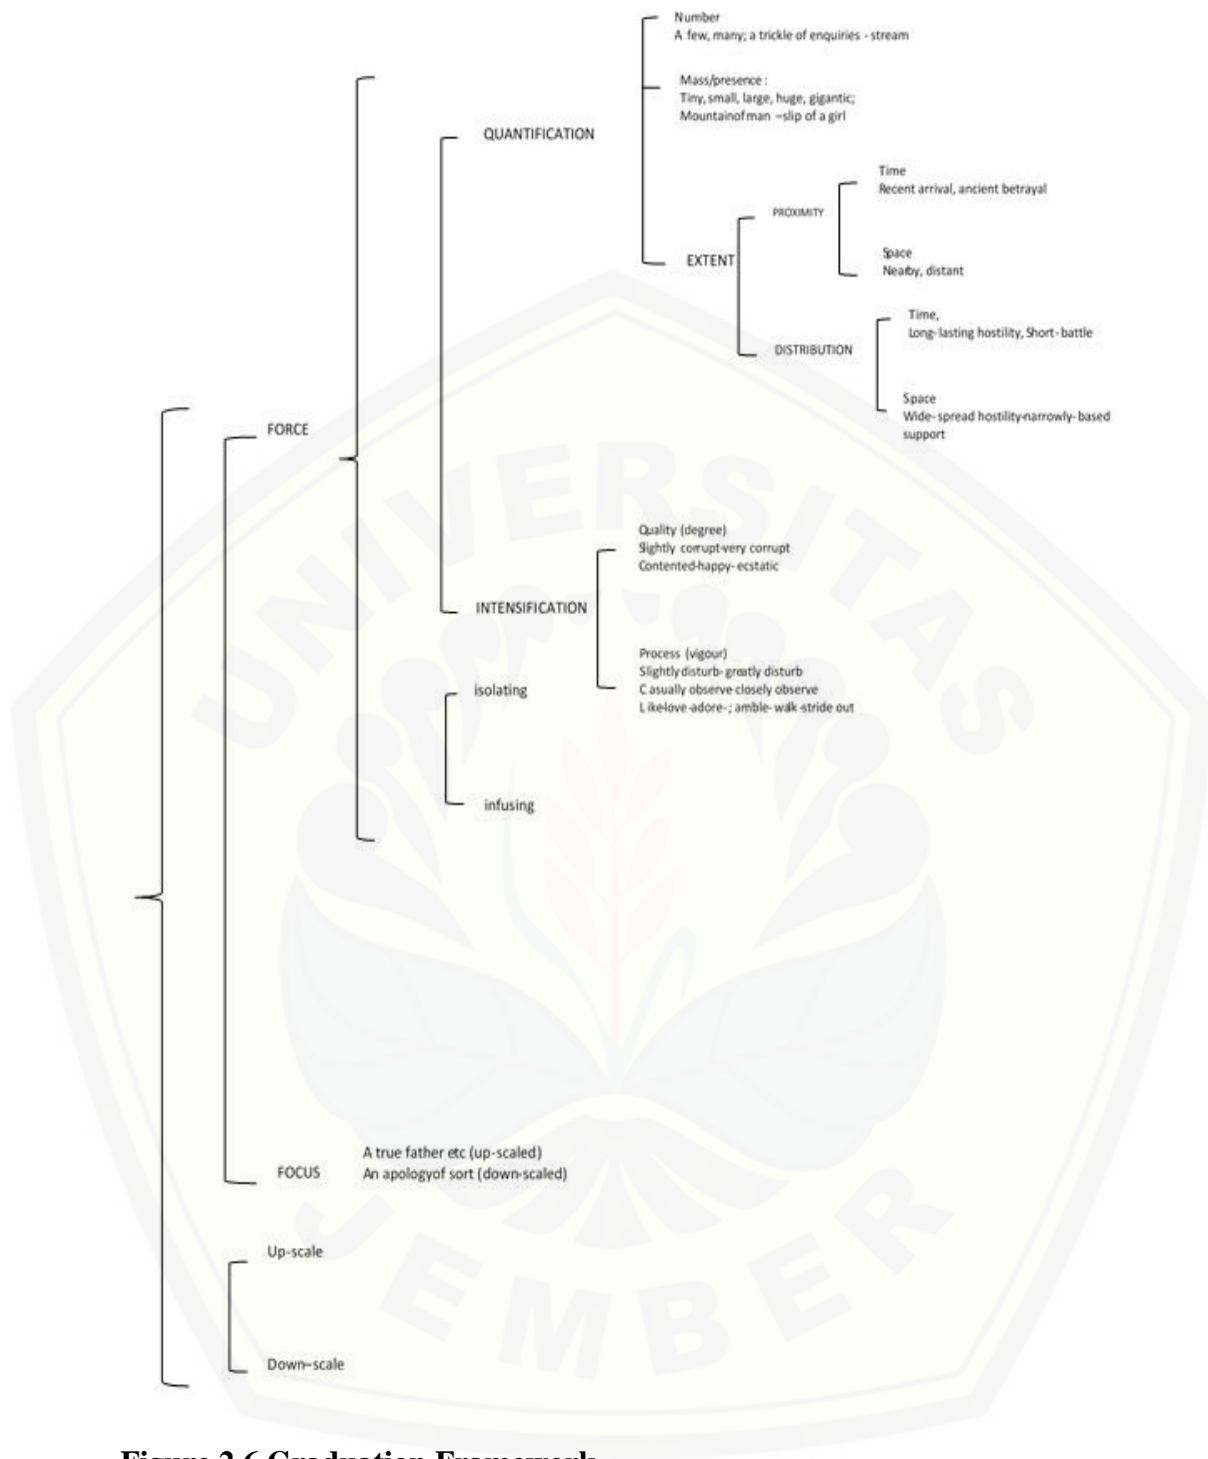 Number
A few, many; a trickle of enquiries - stream
Mass/presence :
Tiny, small, large, huge, gigantic;
Mountainofman –slip of a girl
QUANTIFICATION
Time
Recent arrival, ancient betrayal
PROXIMITY
EXTENT
Space
Nearby, distant
Time,
Long-lasting hostility, Short-battle
DISTRIBUTION
Space
Wide-spread hostility-narrowly-based
support
FORCE
Quality (degree)
Slightly corrupt-very corrupt
Contented-happy-ecstatic
INTENSIFICATION
Process (vigour)
Slightly disturb-greatly disturb
Casually observe closely observe
Like-love-adore-; amble-walk-stride out
isolating
infusing
A true father etc (up-scaled)
FOCUS
An apologyof sort (down-scaled)
Up-scale
Down–scale
UNIVERSITAS
JEMBER
Figure 2.6 Graduation Framework